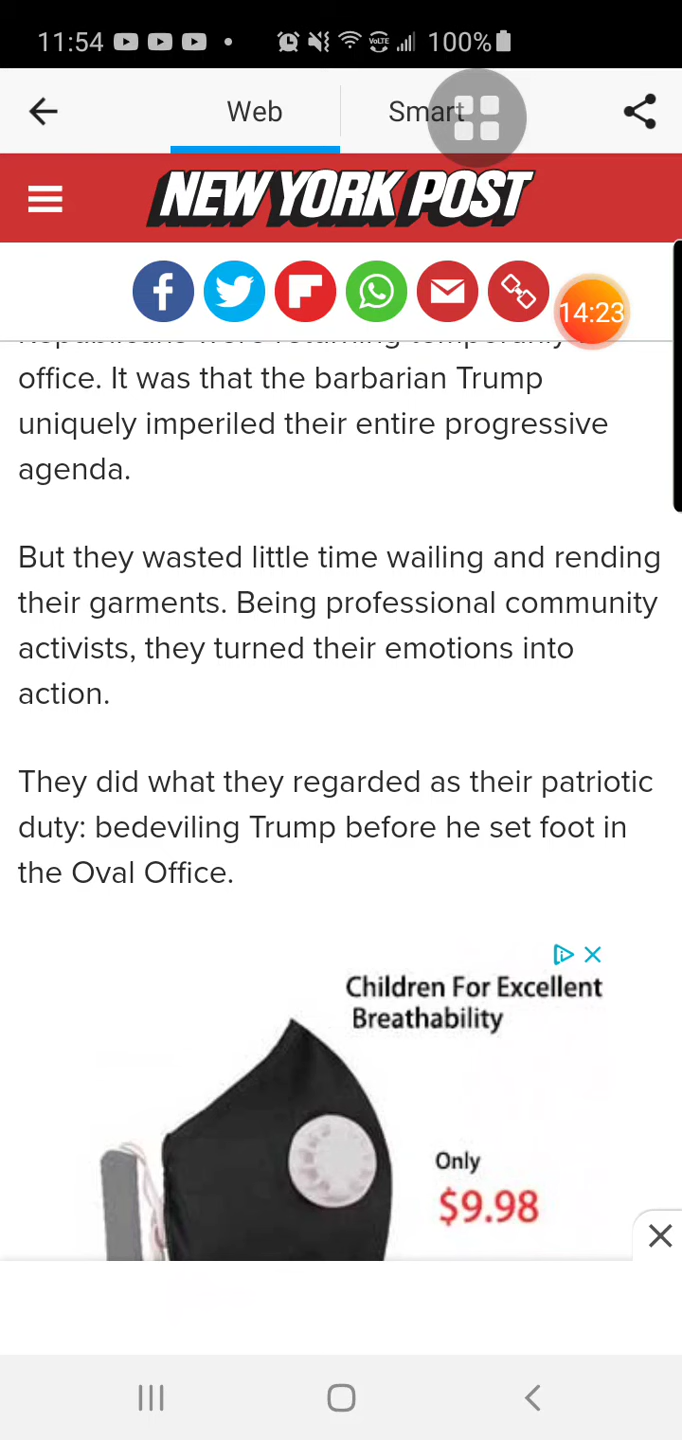 11:54
VoLTE
100%
Web
Smart
NEW YORK POST
14:23
office. It was that the barbarian Trump
uniquely imperiled their entire progressive
agenda.
But they wasted little time wailing and rending
their garments. Being professional community
activists, they turned their emotions into
action.
They did what they regarded as their patriotic
duty: bedeviling Trump before he set foot in
the Oval Office.
Children For Excellent
Breathability
Only
$9.98